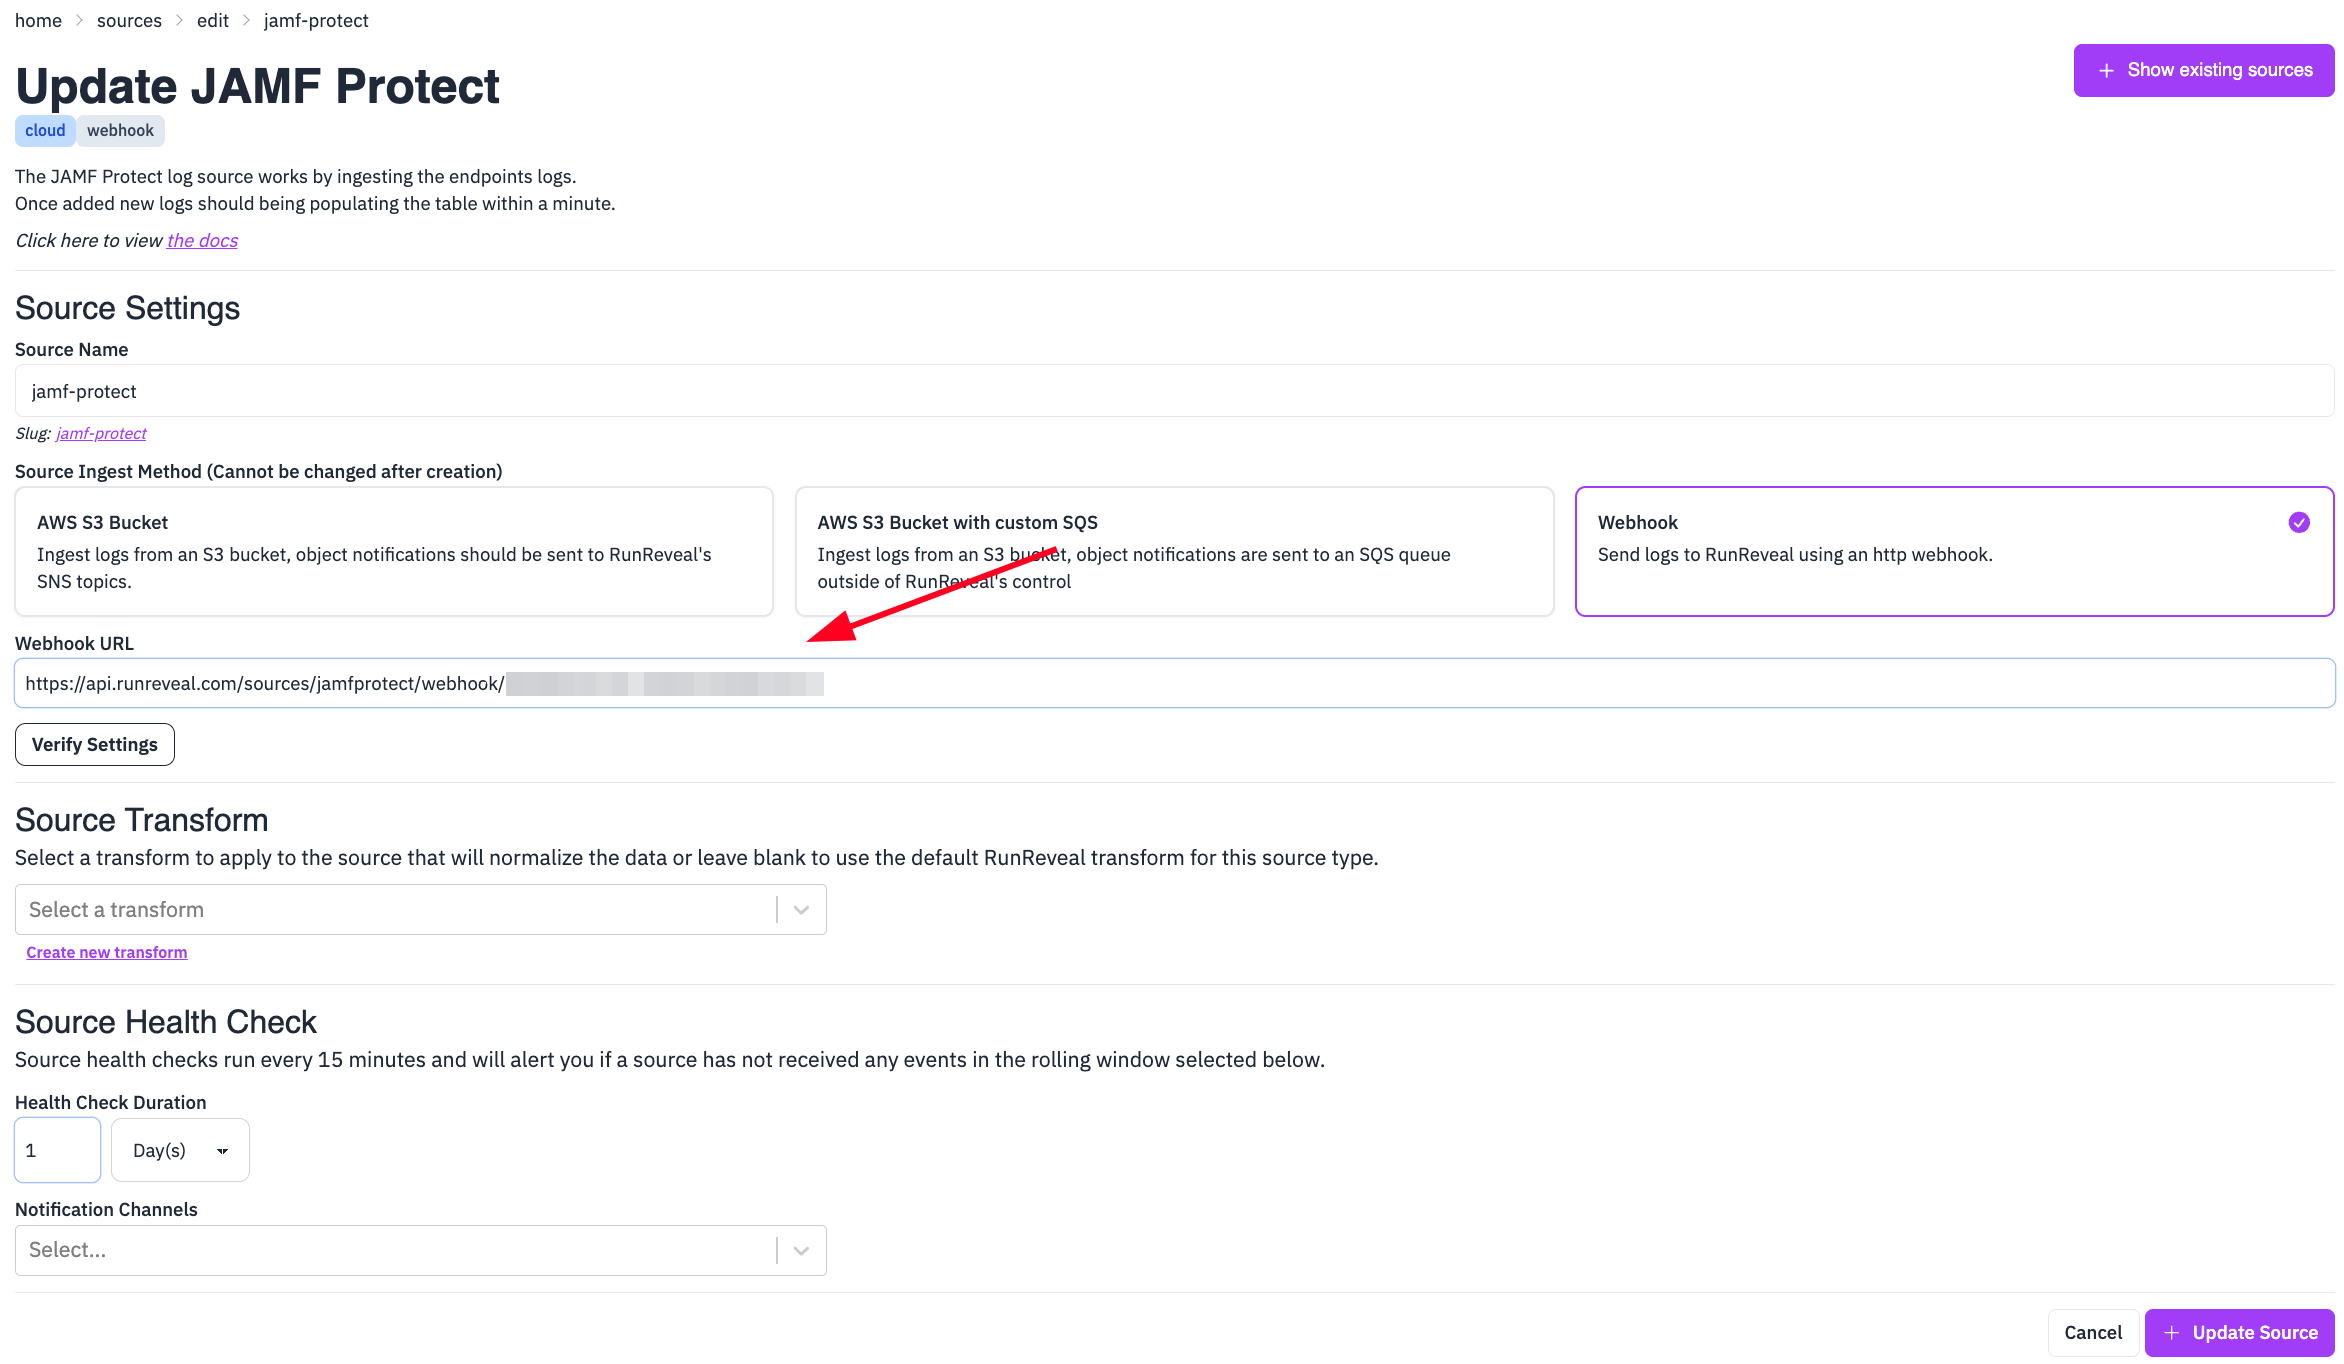 home > sources > edit > jamf-protect
Update JAMF Protect
+ Show existing sources
cloud webhook
The JAMF Protect log source works by ingesting the endpoints logs.
Once added new logs should being populating the table within a minute.
Click here to view the docs
Source Settings
Source Name
jamf-protect
Slug: jamf-protect
Source Ingest Method (Cannot be changed after creation)
AWS S3 Bucket
Ingest logs from an S3 bucket, object notifications should be sent to RunReveal's
SNS topics.
AWS S3 Bucket with custom SQS
Ingest logs from an S3 bucket, object notifications are sent to an SQS queue
outside of RunReveal's control
Webhook
Send logs to RunReveal using an http webhook.
Webhook URL
https://api.runreveal.com/sources/jamfprotect/webhook/
Verify Settings
Source Transform
Select a transform to apply to the source that will normalize the data or leave blank to use the default RunReveal transform for this source type.
Select a transform
Create new transform
Source Health Check
Source health checks run every 15 minutes and will alert you if a source has not received any events in the rolling window selected below.
Health Check Duration
1 Day(s)
Notification Channels
Select...
Cancel + Update Source